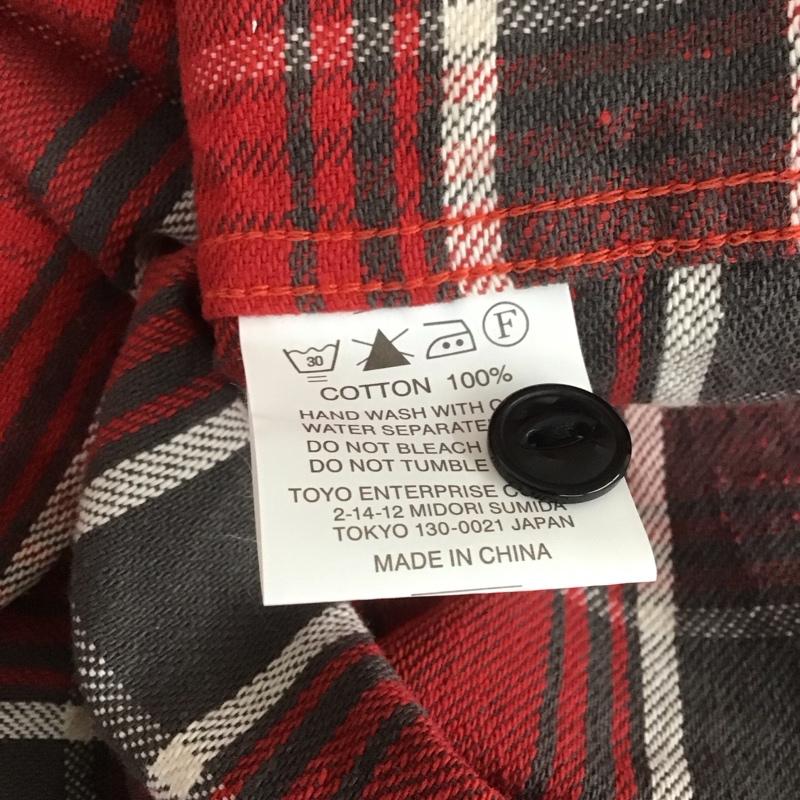 30 F
COTTON 100%
HAND WASH WITH
WATER SEPARATE
DO NOT BLEACH
DO NOT TUMBLE
TOYO ENTERPRISE
2-14-12 MIDORI SUMIDA
TOKYO 130-0021 JAPAN
MADE IN CHINA